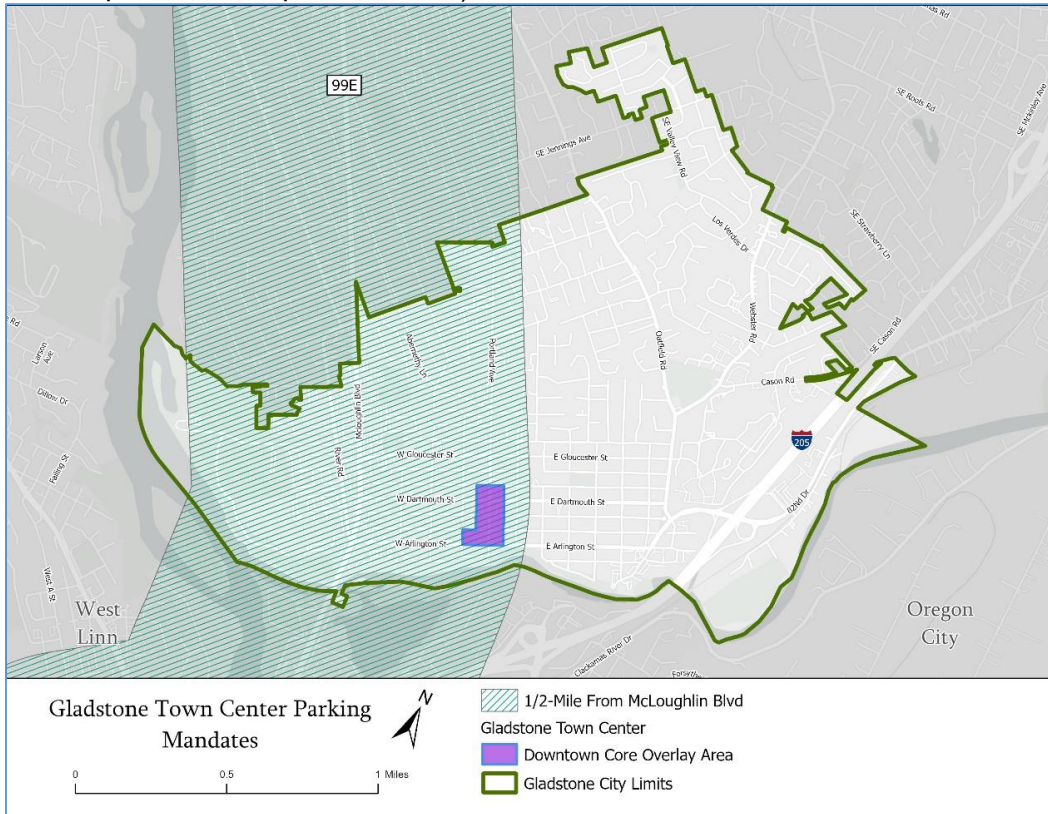 99E
SE Roots Rd
SE McKinley Ave
SE Jennings Ave
SE Valley View Rd
Los Verdes Dr
SE Strawberry Ln
Webster Rd
Oatfield Rd
SE Cason Rd
Cason Rd
Larson
Ave
Dillow Dr
Failing St
Abernethy Ln
Portland Ave
Mcloughlin Blvd
River Rd
W Gloucester St
E Gloucester St
205
W Dartmouth St
E Dartmouth St
82Nd Dr
W Arlington St
E Arlington St
West A St
West
Linn
Oregon
City
Clackamas River Dr
Gladstone Town Center Parking
Mandates
N
0 0.5 1 Miles
1/2-Mile From McLoughlin Blvd
Gladstone Town Center
Downtown Core Overlay Area
Gladstone City Limits